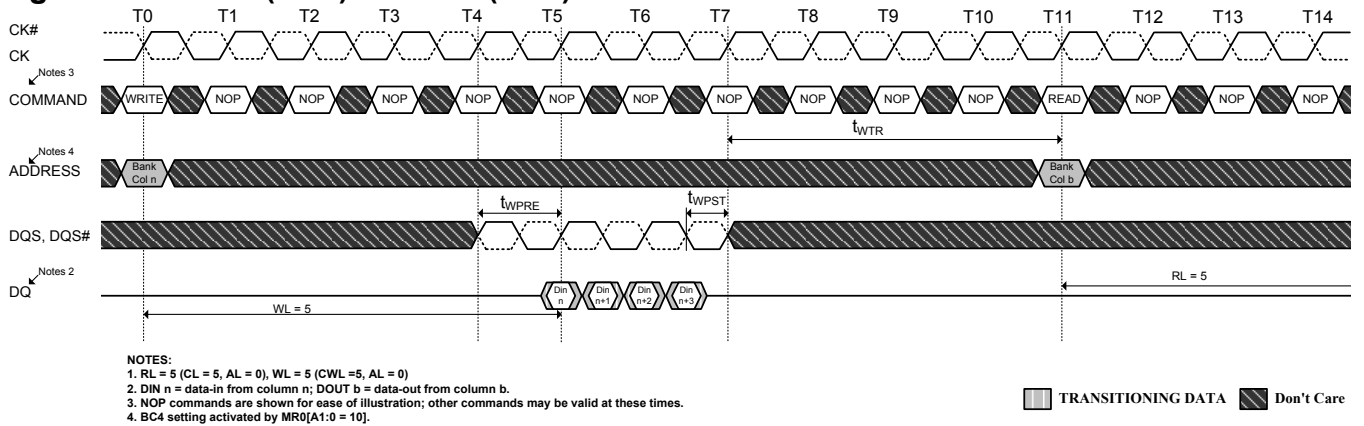 T0 T1 T2 T3 T4 T5 T6 T7 T8 T9 T10 T11 T12 T13 T14
CK#
CK
Notes 3
COMMAND WRITE NOP NOP NOP NOP NOP NOP NOP NOP NOP NOP READ NOP NOP NOP
tWTR
Notes 4
ADDRESS Bank Col n Bank Col b
tWPRE tWPST
DQS, DQS#
Notes 2
DQ Din n Din n+1 Din n+2 Din n+3 RL = 5
WL = 5
NOTES:
1. RL = 5 (CL = 5, AL = 0), WL = 5 (CWL =5, AL = 0)
2. DIN n = data-in from column n; DOUT b = data-out from column b.
3. NOP commands are shown for ease of illustration; other commands may be valid at these times.
4. BC4 setting activated by MR0[A1:0 = 10].
TRANSITIONING DATA Don't Care